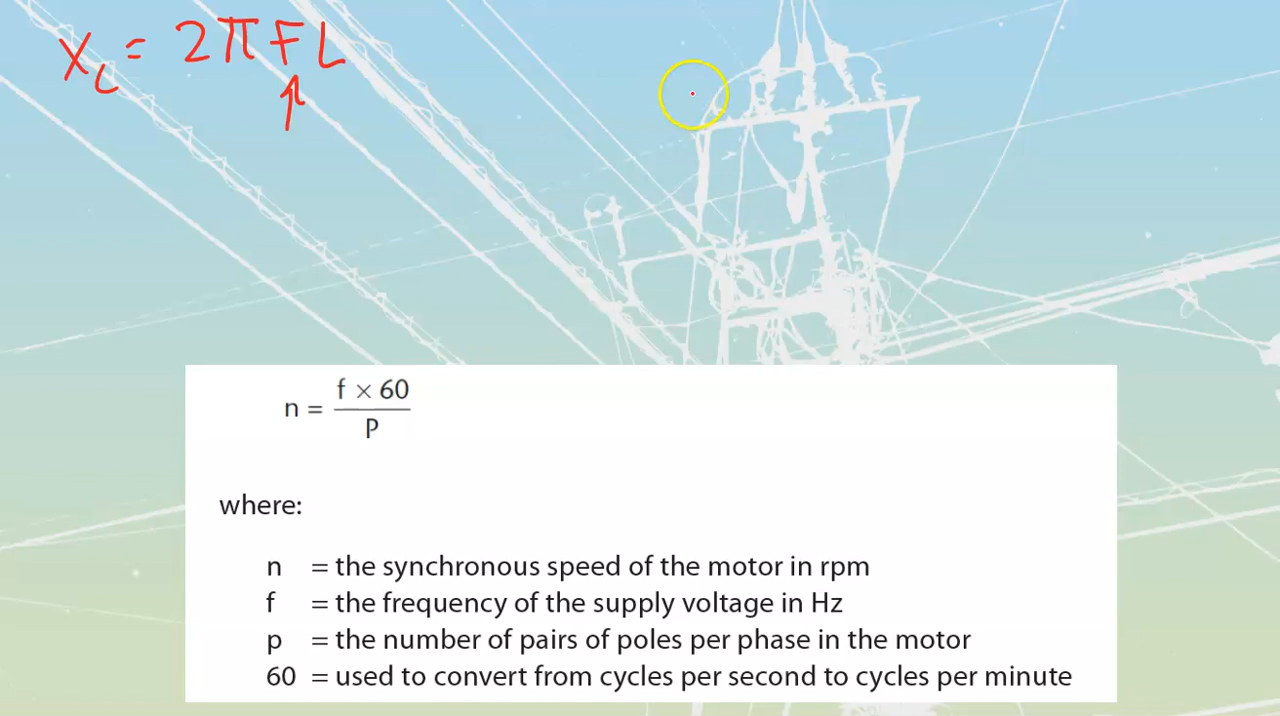 X_L = 2πFL
n = f × 60
P
where:
n = the synchronous speed of the motor in rpm
f = the frequency of the supply voltage in Hz
p = the number of pairs of poles per phase in the motor
60 = used to convert from cycles per second to cycles per minute